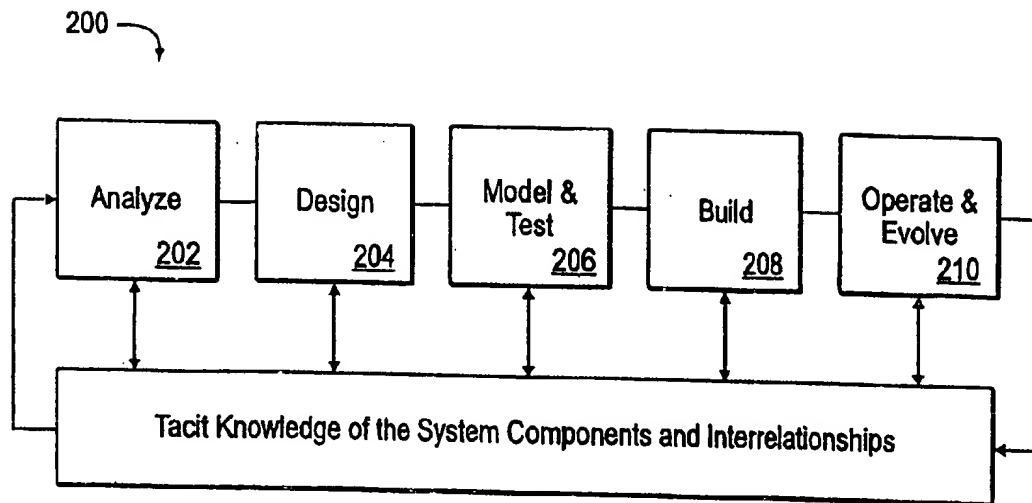 200
Analyze
202
Design
204
Model &
Test
206
Build
208
Operate &
Evolve
210
Tacit Knowledge of the System Components and Interrelationships